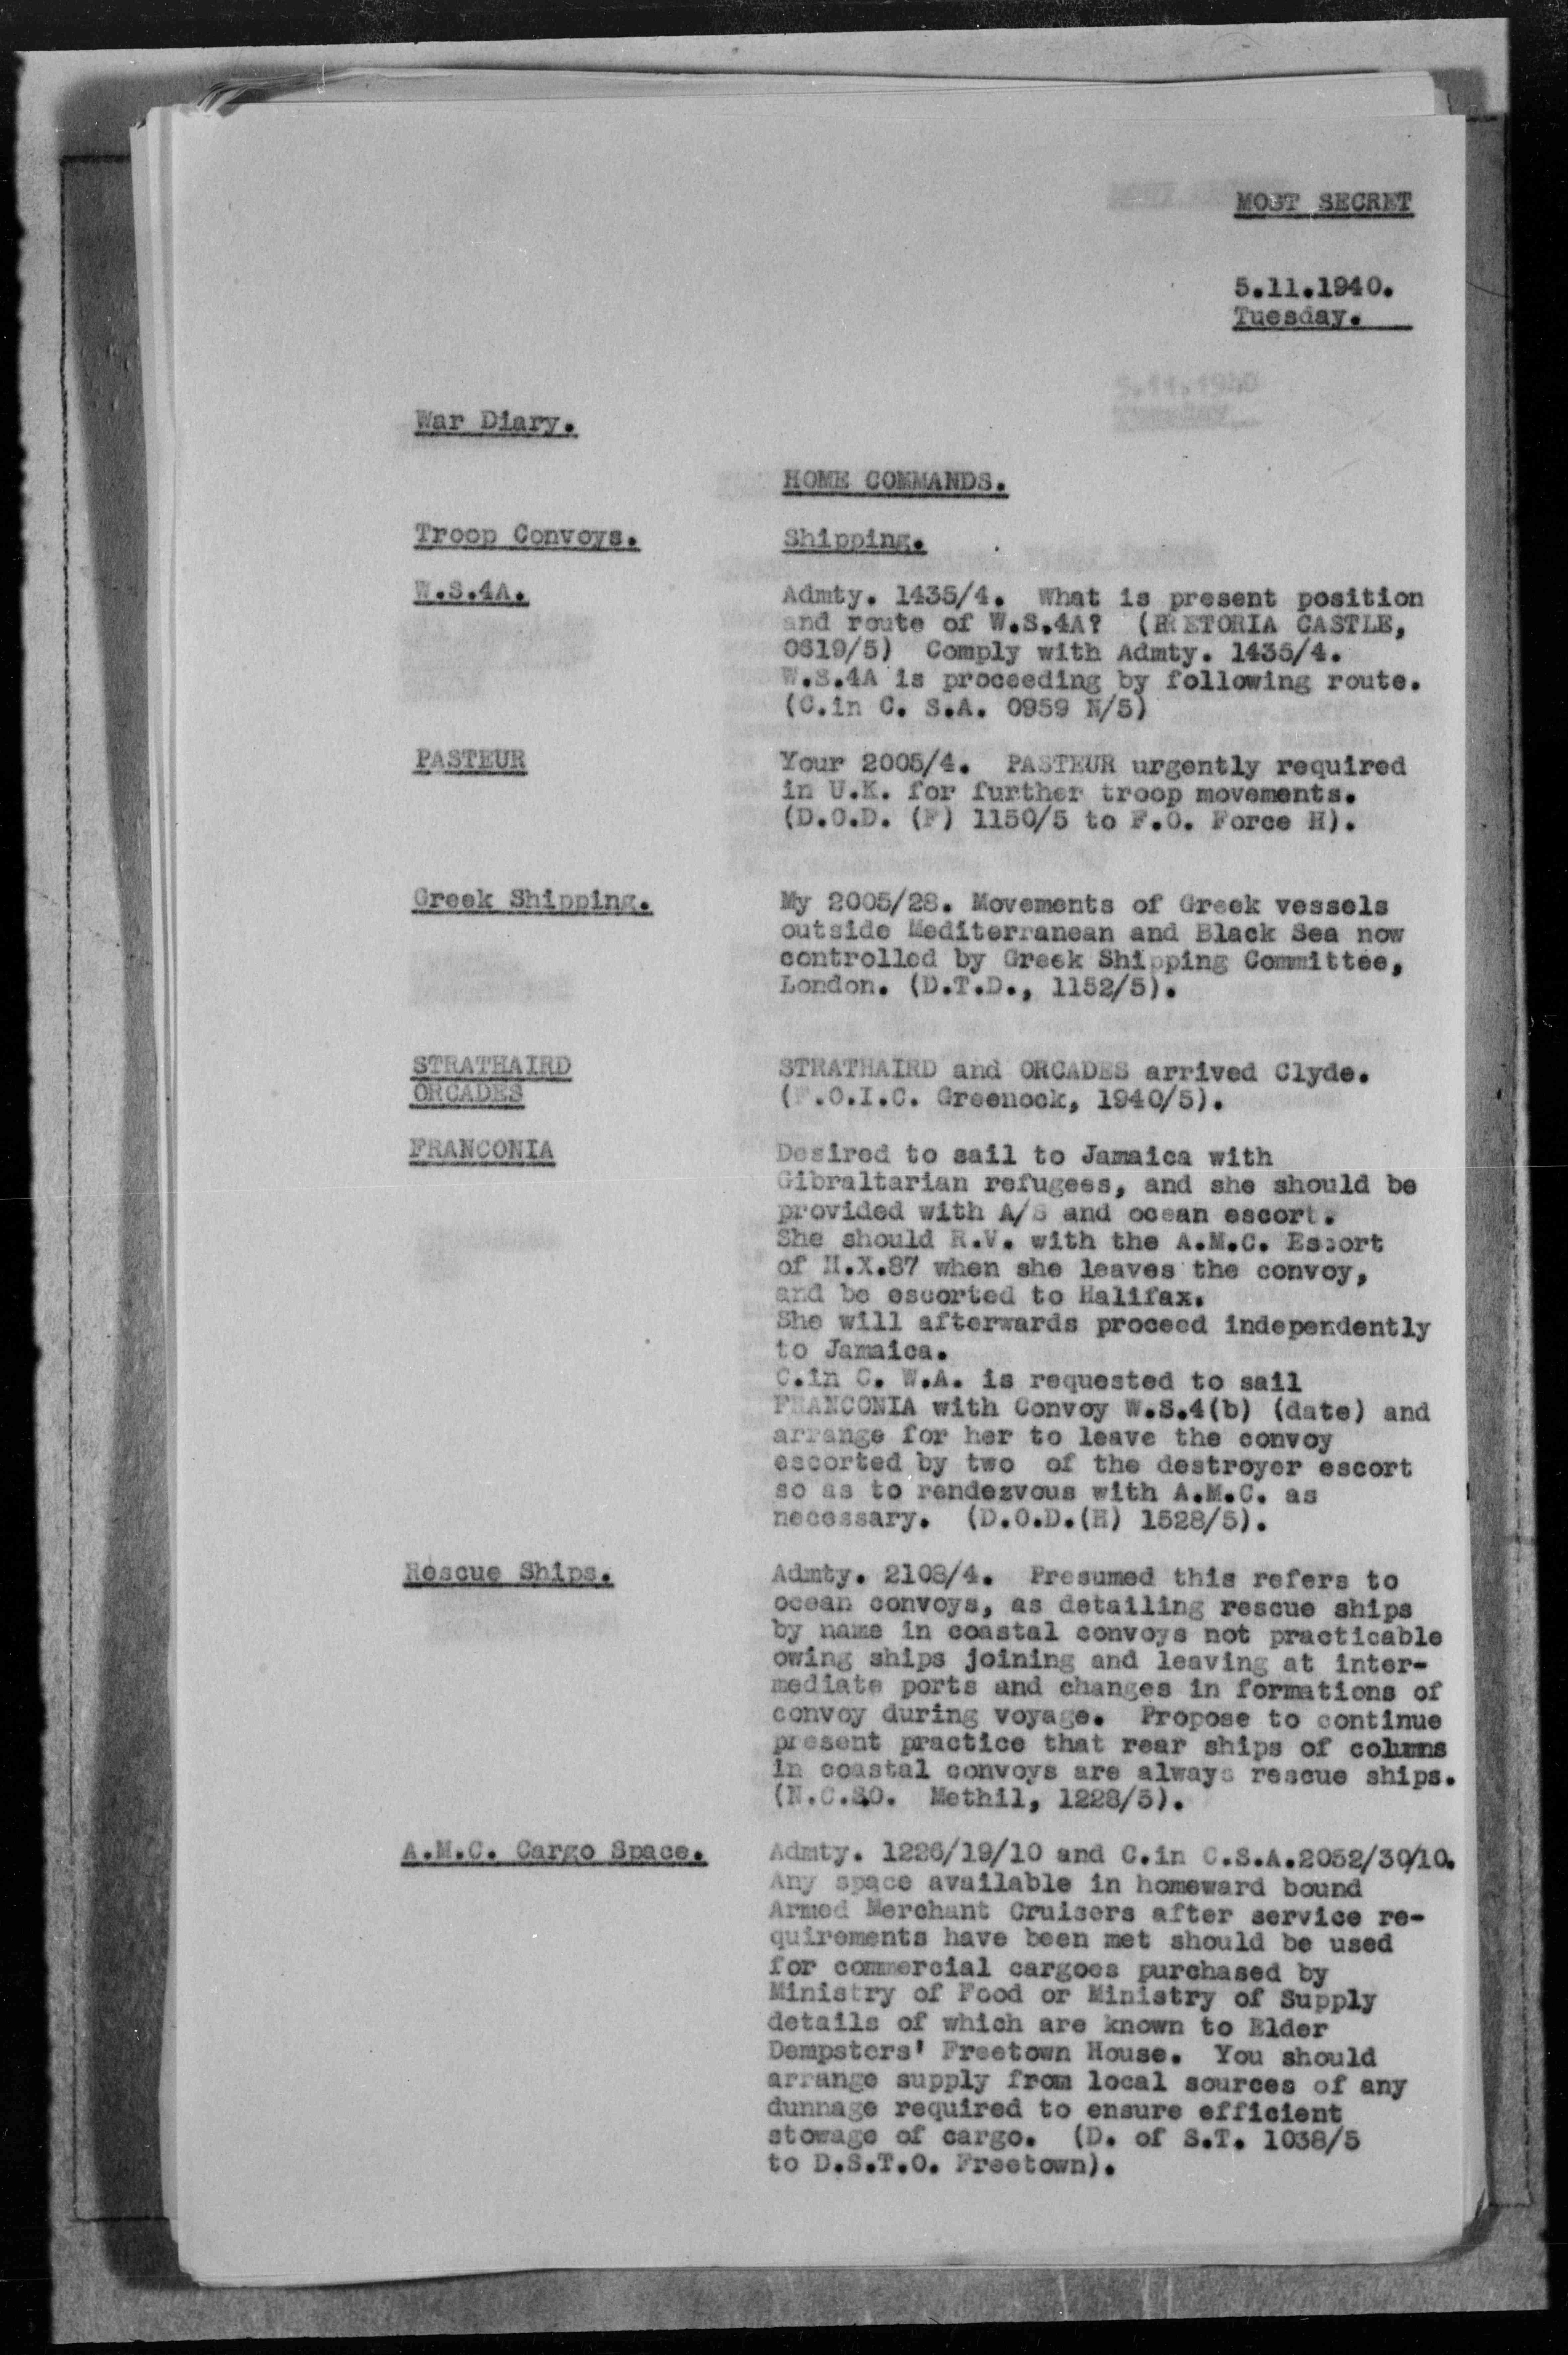 MOST SECRET
5.11.1940.
Tuesday.
War Diary.
HOME COMMANDS.
Troop Convoys.
Shipping.
W.S.4A.
Admty. 1435/4. What is present position
and route of W.S.4A? (PRETORIA CASTLE,
0619/5) Comply with Admty. 1435/4.
W.S.4A is proceeding by following route.
(C.in C. S.A. 0959 N/5)
PASTEUR
Your 2005/4. PASTEUR urgently required
in U.K. for further troop movements.
(D.O.D. (F) 1150/5 to F.O. Force H).
Greek Shipping.
My 2005/28. Movements of Greek vessels
outside Mediterranean and Black Sea now
controlled by Greek Shipping Committee,
London. (D.T.D., 1152/5).
STRATHAIRD
ORCADES
STRATHAIRD and ORCADES arrived Clyde.
(F.O.I.C. Greenock, 1940/5).
FRANCONIA
Desired to sail to Jamaica with
Gibraltarian refugees, and she should be
provided with A/S and ocean escort.
She should R.V. with the A.M.C. Escort
of H.X.87 when she leaves the convoy,
and be escorted to Halifax.
She will afterwards proceed independently
to Jamaica.
C.in C. W.A. is requested to sail
FRANCONIA with Convoy W.S.4(b) (date) and
arrange for her to leave the convoy
escorted by two of the destroyer escort
so as to rendezvous with A.M.C. as
necessary. (D.O.D.(H) 1528/5).
Rescue Ships.
Admty. 2108/4. Presumed this refers to
ocean convoys, as detailing rescue ships
by name in coastal convoys not practicable
owing ships joining and leaving at inter-
mediate ports and changes in formations of
convoy during voyage. Propose to continue
present practice that rear ships of columns
in coastal convoys are always rescue ships.
(N.C.SO. Methil, 1228/5).
A.M.C. Cargo Space.
Admty. 1226/19/10 and C.in C.S.A.2052/30/10.
Any space available in homeward bound
Armed Merchant Cruisers after service re-
quirements have been met should be used
for commercial cargoes purchased by
Ministry of Food or Ministry of Supply
details of which are known to Elder
Dempsters' Freetown House. You should
arrange supply from local sources of any
dunnage required to ensure efficient
stowage of cargo. (D. of S.T. 1038/5
to D.S.T.O. Freetown).